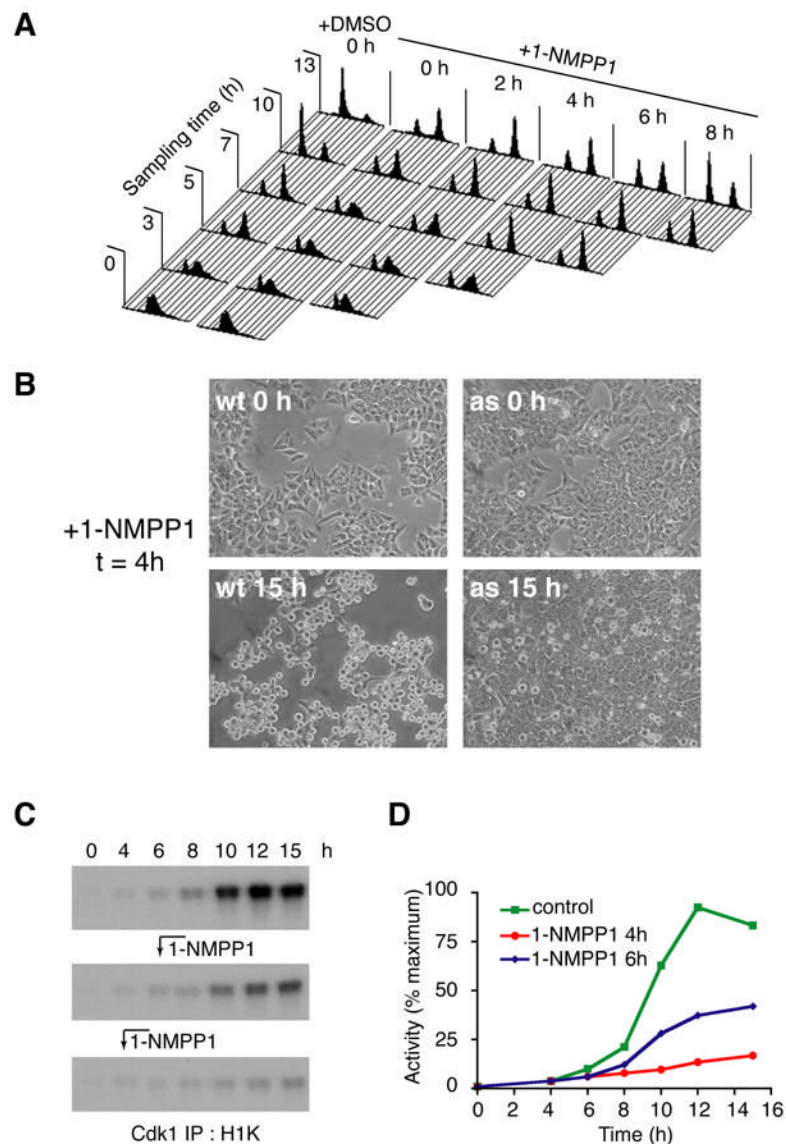 A
+DMSO
0 h
+1-NMPP1
0 h
2 h
4 h
6 h
8 h
Sampling time (h)
13
10
7
5
3
0
B
+1-NMPP1
t = 4h
wt 0 h
as 0 h
wt 15 h
as 15 h
C
0 4 6 8 10 12 15 h
1-NMPP1
1-NMPP1
Cdk1 IP : H1K
D
Activity (% maximum)
100
75
50
25
0
control
1-NMPP1 4h
1-NMPP1 6h
0 2 4 6 8 10 12 14 16
Time (h)